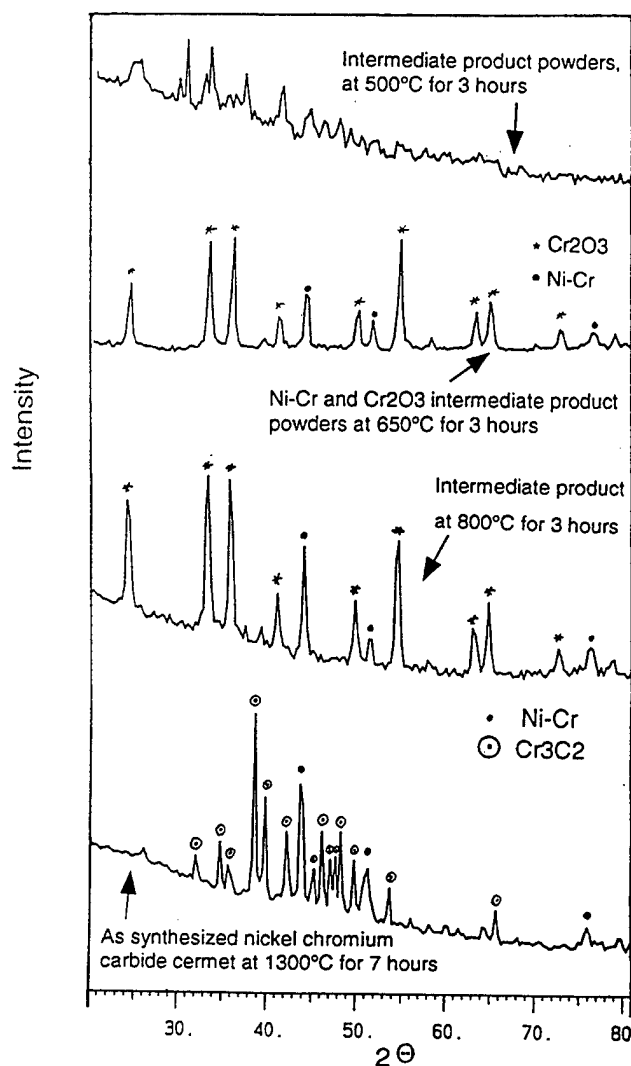 Intermediate product powders,
at 500°C for 3 hours
* Cr2O3
• Ni-Cr
Ni-Cr and Cr2O3 intermediate product
powders at 650°C for 3 hours
Intermediate product
at 800°C for 3 hours
• Ni-Cr
⊙ Cr3C2
As synthesized nickel chromium
carbide cermet at 1300°C for 7 hours
Intensity
30. 40. 50. 60. 70. 80
2Θ